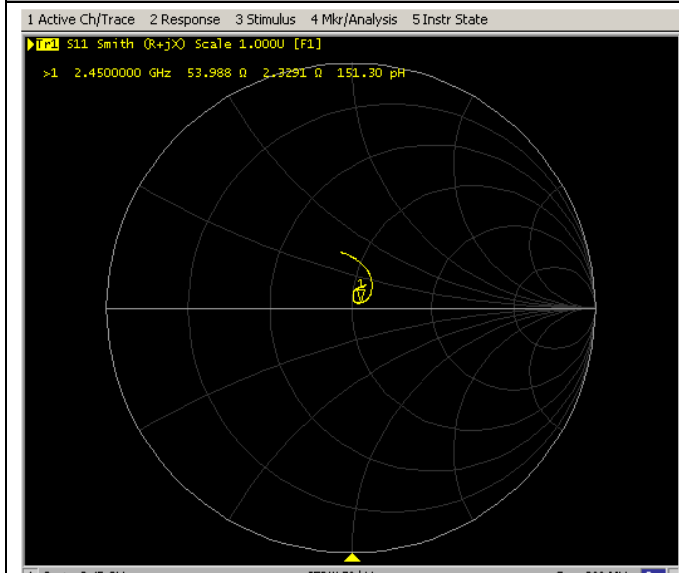 1 Active Ch/Trace 2 Response 3 Stimulus 4 Mkr/Analysis 5 Instr State
Tr1 S11 Smith (R+jX) Scale 1.000U [F1]
>1 2.4500000 GHz 53.988 Ω 2.3291 Ω 151.30 pH
1